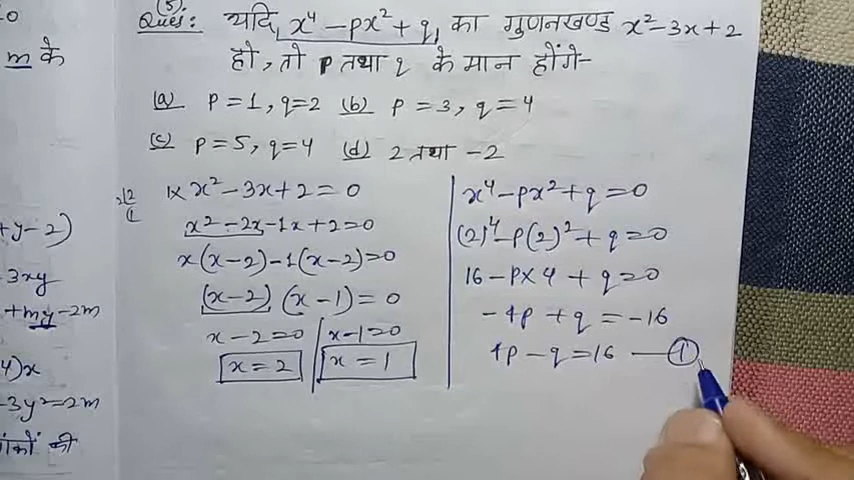 (5)
Ques: यदि, x⁴ - px² + q, का गुणनखण्ड x² - 3x + 2
हो, तो p तथा q के मान होंगे-
(a) P = 1, q = 2 (b) P = 3, q = 4
(c) P = 5, q = 4 (d) 2 तथा - 2
1× x² - 3x + 2 = 0
x² - 2x - 1x + 2 = 0
x(x - 2) - 1(x - 2) = 0
(x - 2) (x - 1) = 0
x - 2 = 0 x - 1 = 0
x = 2 x = 1
x⁴ - px² + q = 0
(2)⁴ - p(2)² + q = 0
16 - P × 4 + q = 0
- 4p + q = - 16
4p - q = 16 — 1
m के
+y - 2)
3xy
+ my - 2m
4)x
- 3y² = 2m
की